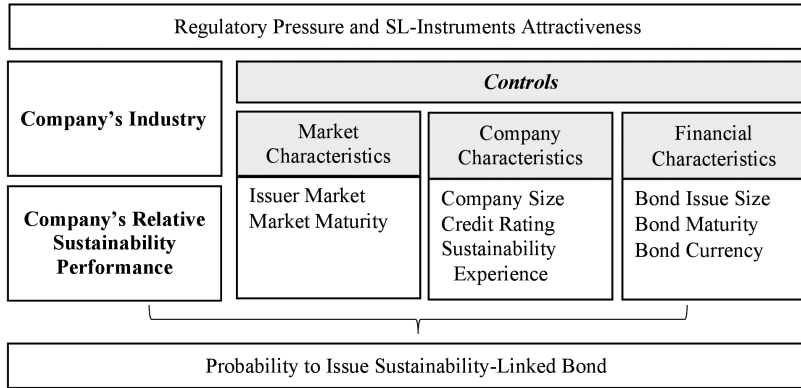 Regulatory Pressure and SL-Instruments Attractiveness
Company's Industry
Company's Relative
Sustainability
Performance
Controls
Market
Characteristics
Issuer Market
Market Maturity
Company
Characteristics
Company Size
Credit Rating
Sustainability
Experience
Financial
Characteristics
Bond Issue Size
Bond Maturity
Bond Currency
Probability to Issue Sustainability-Linked Bond